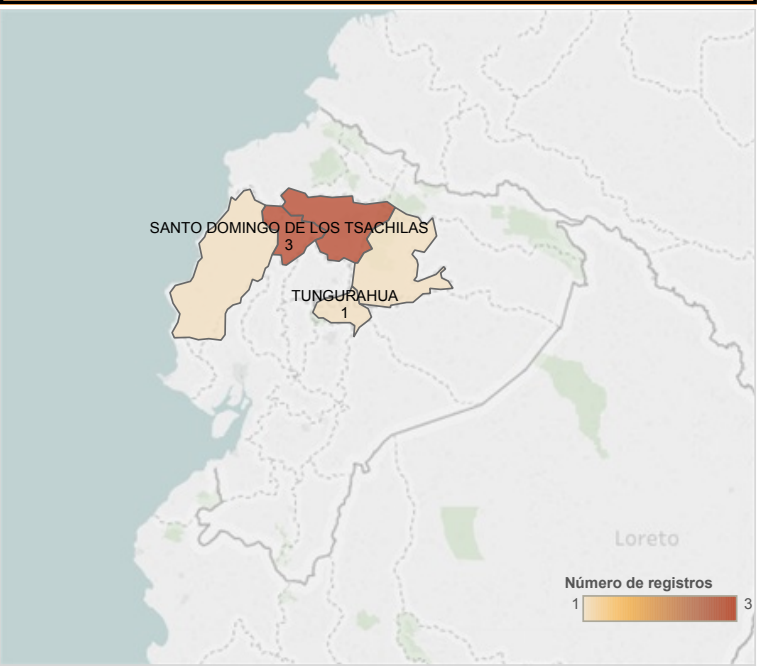 SANTO DOMINGO DE LOS TSACHILAS
3
TUNGURAHUA
1
Loreto
Número de registros
1
3